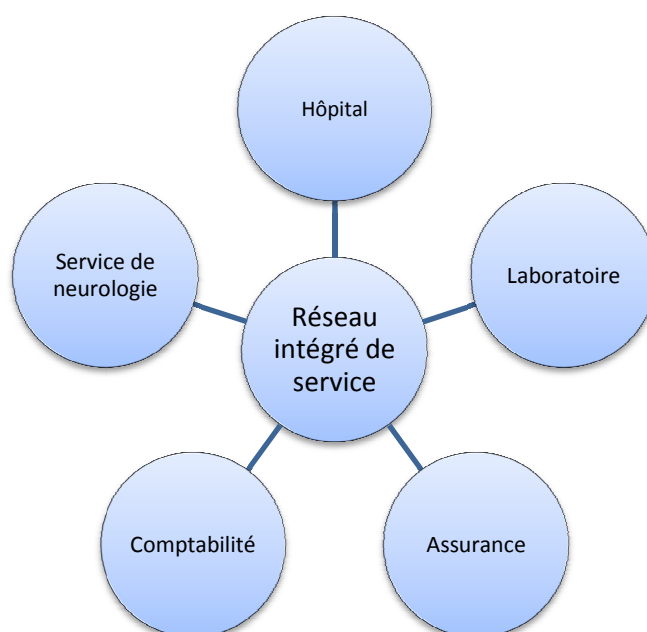 Hôpital
Service de
neurologie
Laboratoire
Réseau
intégré de
service
Comptabilité
Assurance